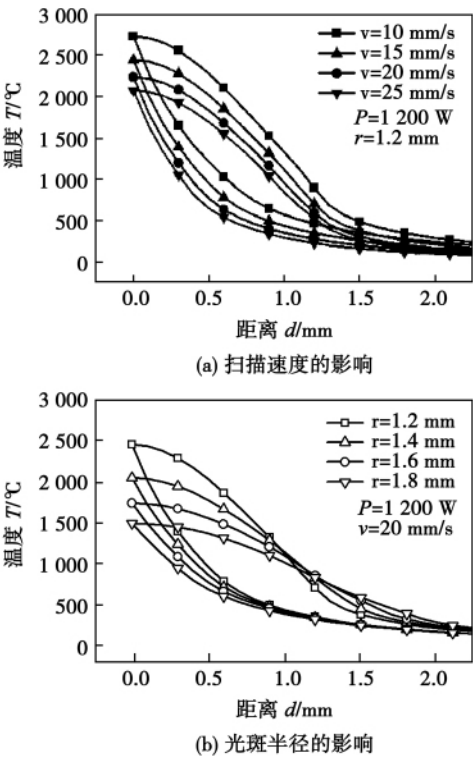 3 000
2 500
2 000
1 500
1 000
500
0
温度 T/℃
v=10 mm/s
v=15 mm/s
v=20 mm/s
v=25 mm/s
P=1 200 W
r=1.2 mm
0.0 0.5 1.0 1.5 2.0
距离 d/mm
(a) 扫描速度的影响
3 000
2 500
2 000
1 500
1 000
500
0
温度 T/℃
r=1.2 mm
r=1.4 mm
r=1.6 mm
r=1.8 mm
P=1 200 W
v=20 mm/s
0.0 0.5 1.0 1.5 2.0
距离 d/mm
(b) 光斑半径的影响